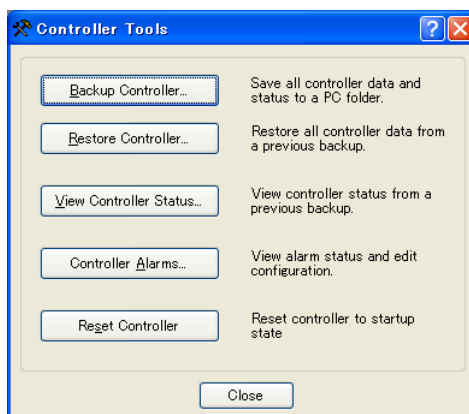 Controller Tools
Backup Controller...
Save all controller data and
status to a PC folder.
Restore Controller...
Restore all controller data from
a previous backup.
View Controller Status...
View controller status from a
previous backup.
Controller Alarms...
View alarm status and edit
configuration.
Reset Controller
Reset controller to startup
state
Close